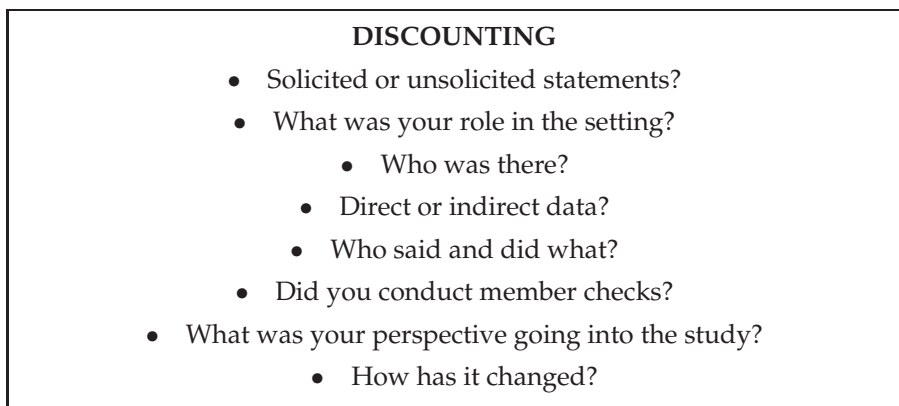 DISCOUNTING
• Solicited or unsolicited statements?
• What was your role in the setting?
• Who was there?
• Direct or indirect data?
• Who said and did what?
• Did you conduct member checks?
• What was your perspective going into the study?
• How has it changed?